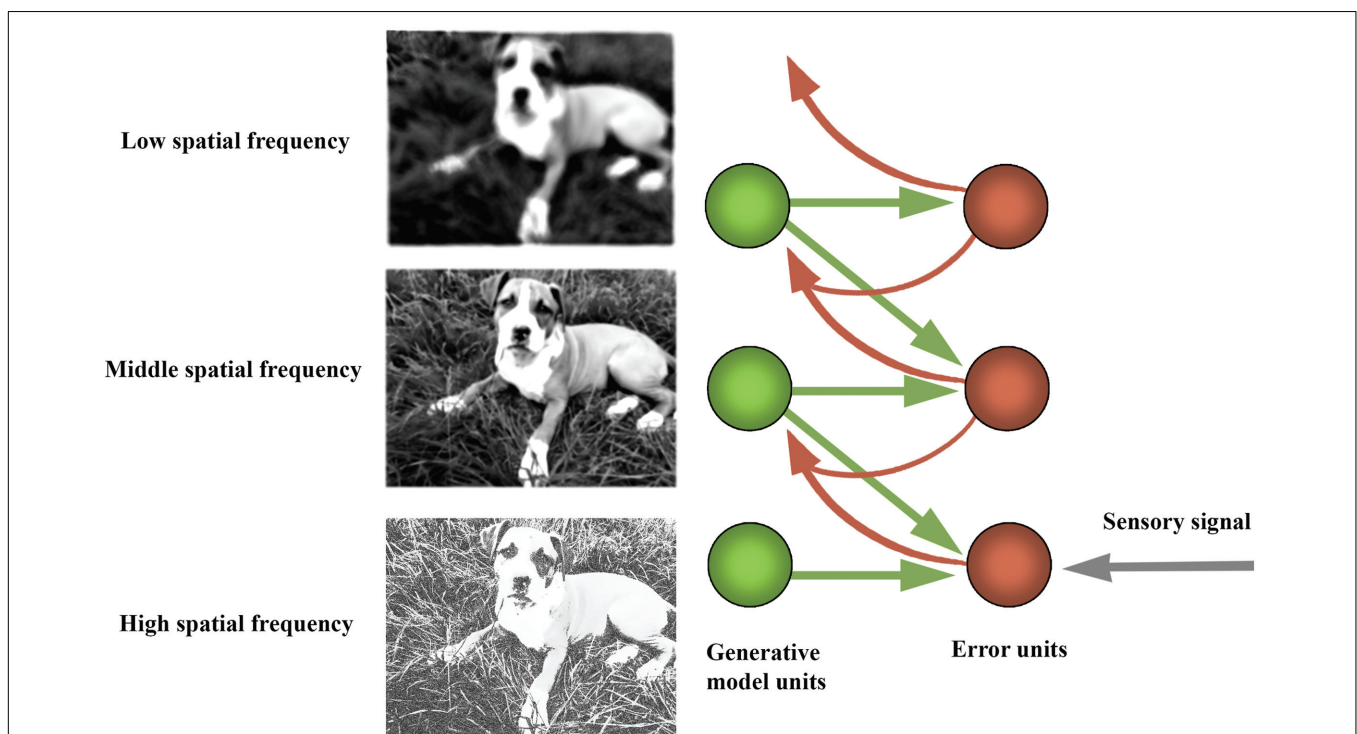 Low spatial frequency
Middle spatial frequency
Sensory signal
High spatial frequency
Generative
model units
Error units